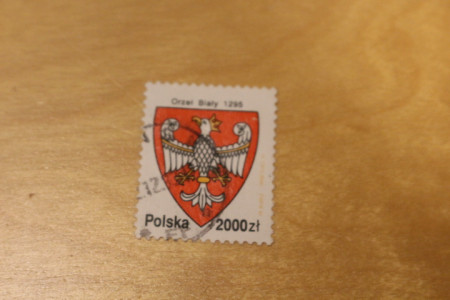 Orzeł Biały 1295
Polska 2000zł